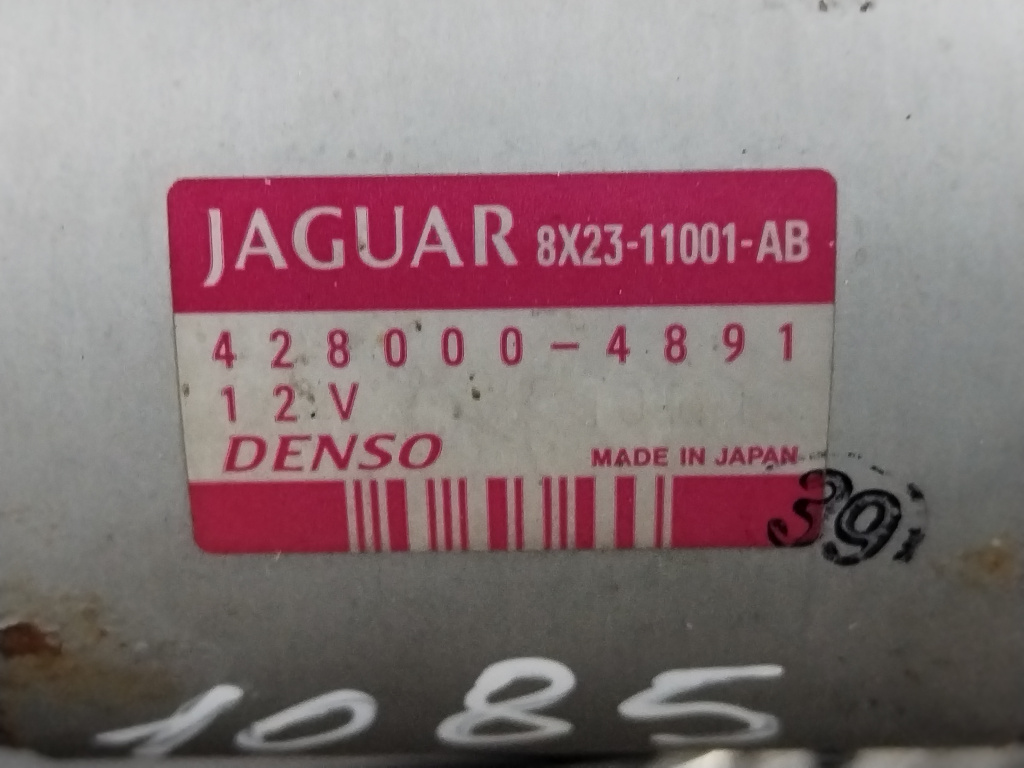 JAGUAR 8X23-11001-AB
428000-4891
12V
DENSO MADE IN JAPAN
39
1085